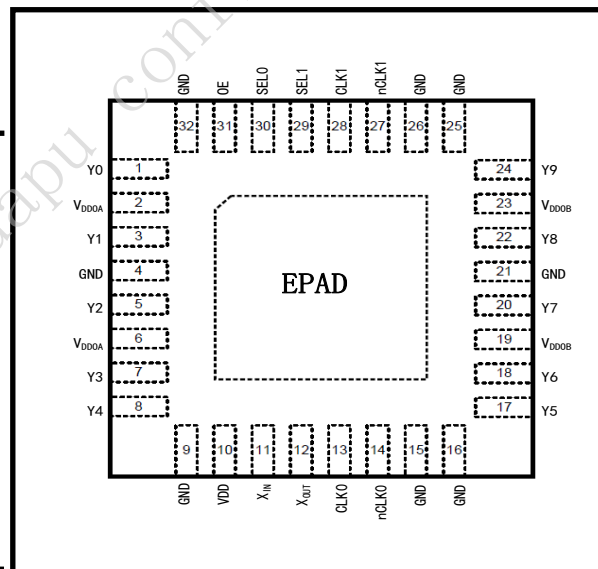 GND OE SEL0 SEL1 CLK1 nCLK1 GND GND
32 31 30 29 28 27 26 25
Y0 1 24 Y9
VDDOA 2 23 VDDOB
Y1 3 22 Y8
GND 4 21 GND
EPAD
Y2 5 20 Y7
VDDOA 6 19 VDDOB
Y3 7 18 Y6
Y4 8 17 Y5
9 10 11 12 13 14 15 16
GND VDD XIN XOUT CLK0 nCLK0 GND GND